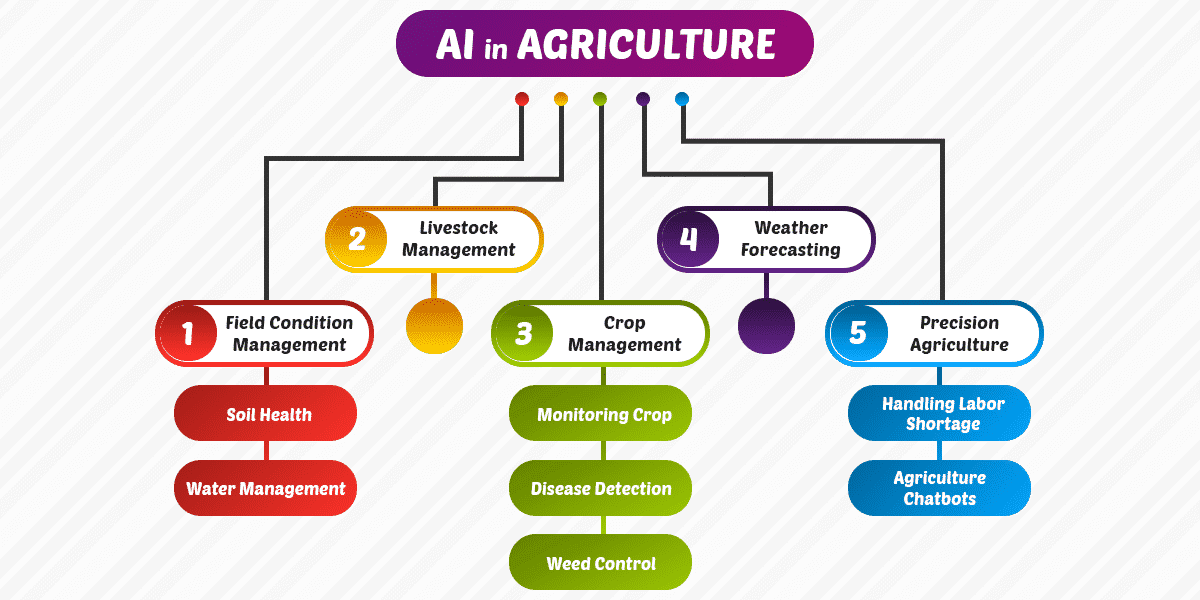 AI in AGRICULTURE
1
Field Condition
Management
Soil Health
Water Management
2
Livestock
Management
3
Crop
Management
Monitoring Crop
Disease Detection
Weed Control
4
Weather
Forecasting
5
Precision
Agriculture
Handling Labor
Shortage
Agriculture
Chatbots